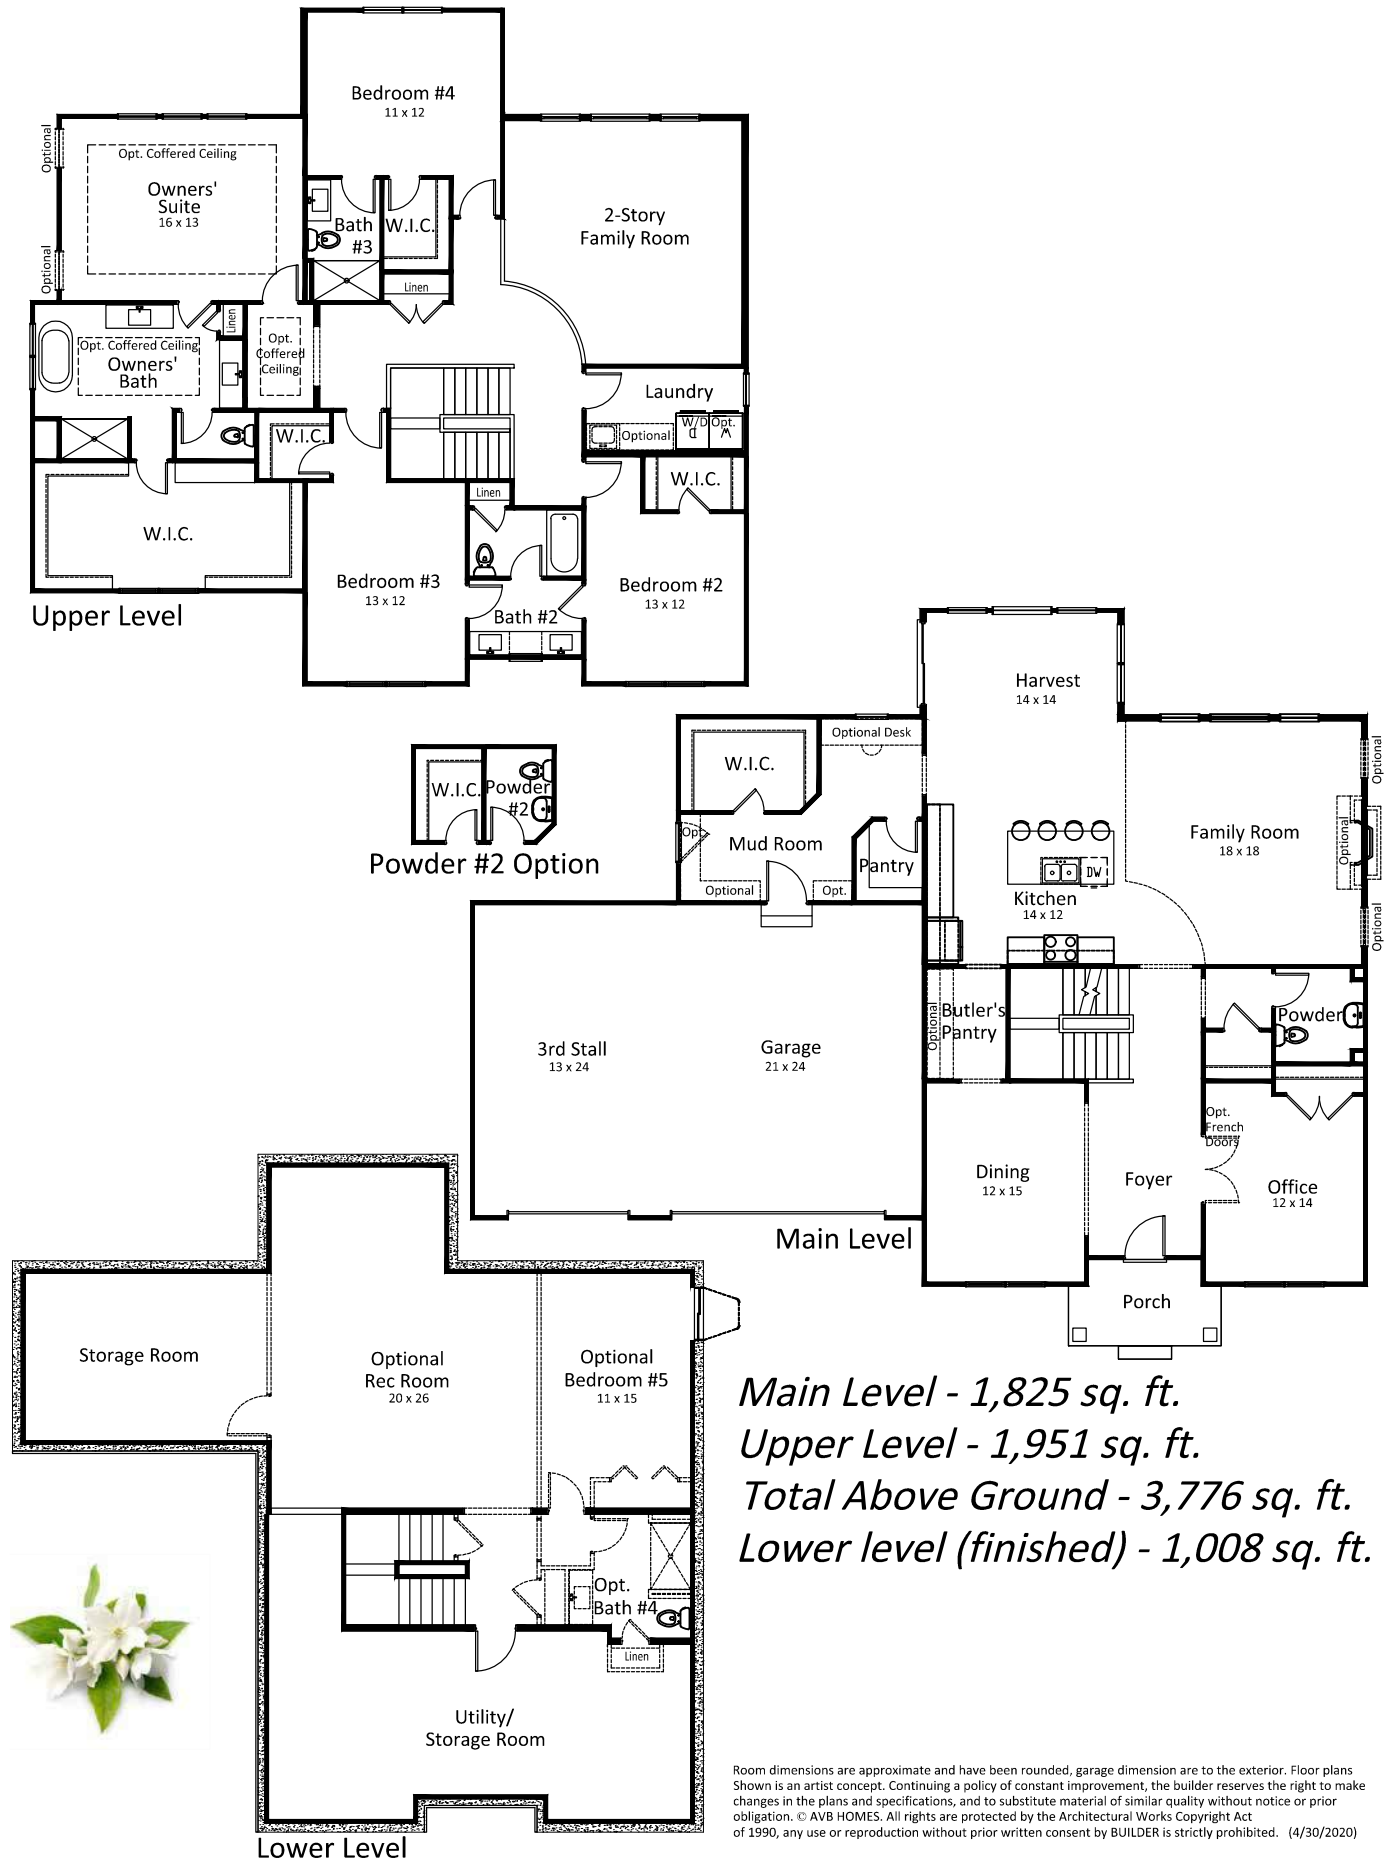 Bedroom #4
11 x 12
Optional
Opt. Coffered Ceiling
Owners'
Suite
16 x 13
Optional
Bath
#3
W.I.C.
Linen
2-Story
Family Room
Linen
Opt. Coffered Ceiling
Owners'
Bath
Opt.
Coffered
Ceiling
Laundry
W/D
Opt.
Optional
W.I.C.
W.I.C.
Linen
W.I.C.
Bedroom #3
13 x 12
Bath #2
Bedroom #2
13 x 12
Upper Level
W.I.C.
Powder
#2
Powder #2 Option
Harvest
14 x 14
Optional Desk
W.I.C.
Opt.
Mud Room
Optional
Opt.
Pantry
DW
Kitchen
14 x 12
Family Room
18 x 18
Optional
Optional
Optional
3rd Stall
13 x 24
Garage
21 x 24
Optional
Butler's
Pantry
Powder
Opt.
French
Doors
Dining
12 x 15
Foyer
Office
12 x 14
Porch
Main Level
Storage Room
Optional
Rec Room
20 x 26
Optional
Bedroom #5
11 x 15
Opt.
Bath #4
Linen
Utility/
Storage Room
Lower Level
Main Level - 1,825 sq. ft.
Upper Level - 1,951 sq. ft.
Total Above Ground - 3,776 sq. ft.
Lower level (finished) - 1,008 sq. ft.
Room dimensions are approximate and have been rounded, garage dimension are to the exterior. Floor plans
Shown is an artist concept. Continuing a policy of constant improvement, the builder reserves the right to make
changes in the plans and specifications, and to substitute material of similar quality without notice or prior
obligation. © AVB HOMES. All rights are protected by the Architectural Works Copyright Act
of 1990, any use or reproduction without prior written consent by BUILDER is strictly prohibited. (4/30/2020)